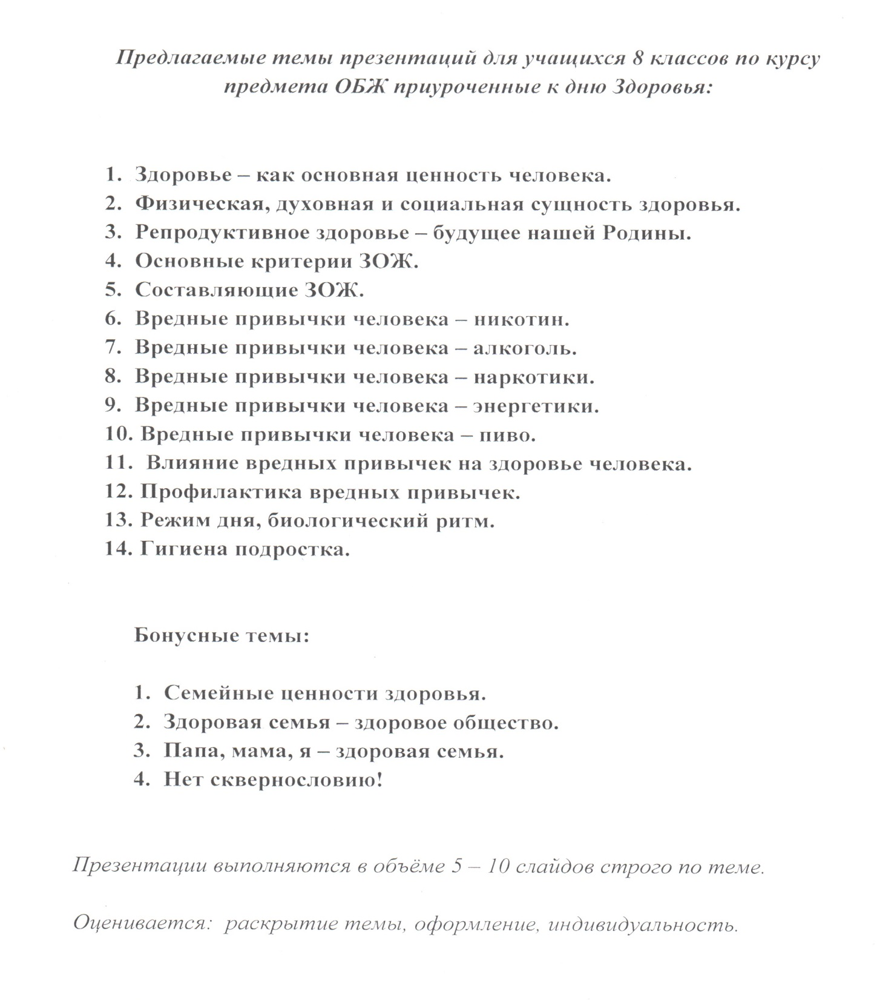 Предлагаемые темы презентаций для учащихся 8 классов по курсу
предмета ОБЖ приуроченные к дню Здоровья:
1. Здоровье – как основная ценность человека.
2. Физическая, духовная и социальная сущность здоровья.
3. Репродуктивное здоровье – будущее нашей Родины.
4. Основные критерии ЗОЖ.
5. Составляющие ЗОЖ.
6. Вредные привычки человека – никотин.
7. Вредные привычки человека – алкоголь.
8. Вредные привычки человека – наркотики.
9. Вредные привычки человека – энергетики.
10. Вредные привычки человека – пиво.
11. Влияние вредных привычек на здоровье человека.
12. Профилактика вредных привычек.
13. Режим дня, биологический ритм.
14. Гигиена подростка.
Бонусные темы:
1. Семейные ценности здоровья.
2. Здоровая семья – здоровое общество.
3. Папа, мама, я – здоровая семья.
4. Нет сквернословию!
Презентации выполняются в объёме 5 – 10 слайдов строго по теме.
Оценивается: раскрытие темы, оформление, индивидуальность.